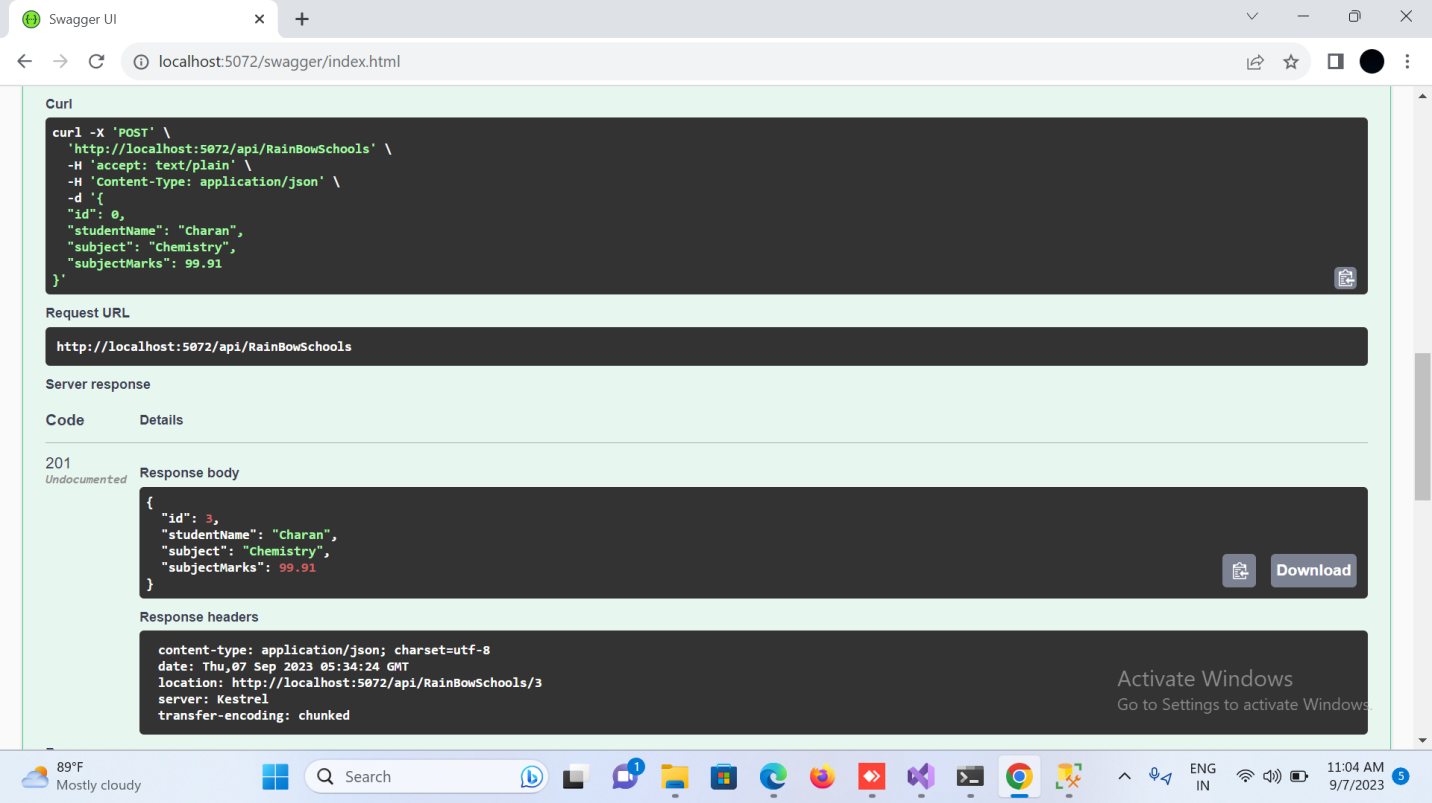 Swagger UI
localhost:5072/swagger/index.html
Curl
curl -X 'POST' \
'http://localhost:5072/api/RainBowSchools' \
-H 'accept: text/plain' \
-H 'Content-Type: application/json' \
-d '{
"id": 0,
"studentName": "Charan",
"subject": "Chemistry",
"subjectMarks": 99.91
}'
Request URL
http://localhost:5072/api/RainBowSchools
Server response
Code Details
201
Undocumented
Response body
{
"id": 3,
"studentName": "Charan",
"subject": "Chemistry",
"subjectMarks": 99.91
}
Download
Response headers
content-type: application/json; charset=utf-8
date: Thu,07 Sep 2023 05:34:24 GMT
location: http://localhost:5072/api/RainBowSchools/3
server: Kestrel
transfer-encoding: chunked
Activate Windows
Go to Settings to activate Windows.
89°F
Mostly cloudy
Search
1
ENG
IN
11:04 AM
9/7/2023
5